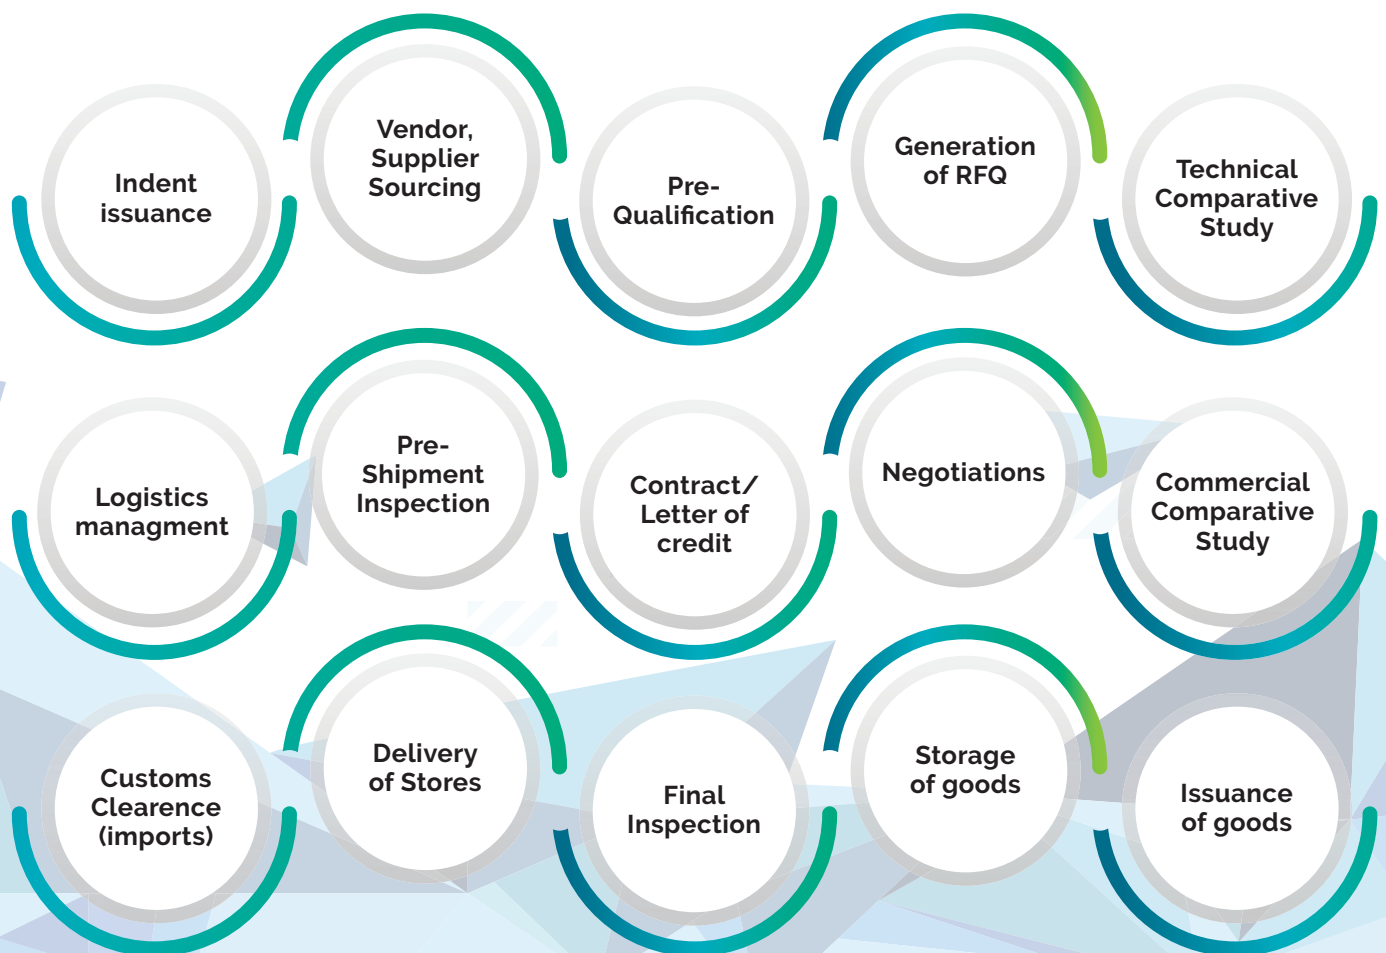 Indent
issuance
Vendor,
Supplier
Sourcing
Pre-
Qualification
Generation
of RFQ
Technical
Comparative
Study
Logistics
managment
Pre-
Shipment
Inspection
Contract/
Letter of
credit
Negotiations
Commercial
Comparative
Study
Customs
Clearence
(imports)
Delivery
of Stores
Final
Inspection
Storage
of goods
Issuance
of goods